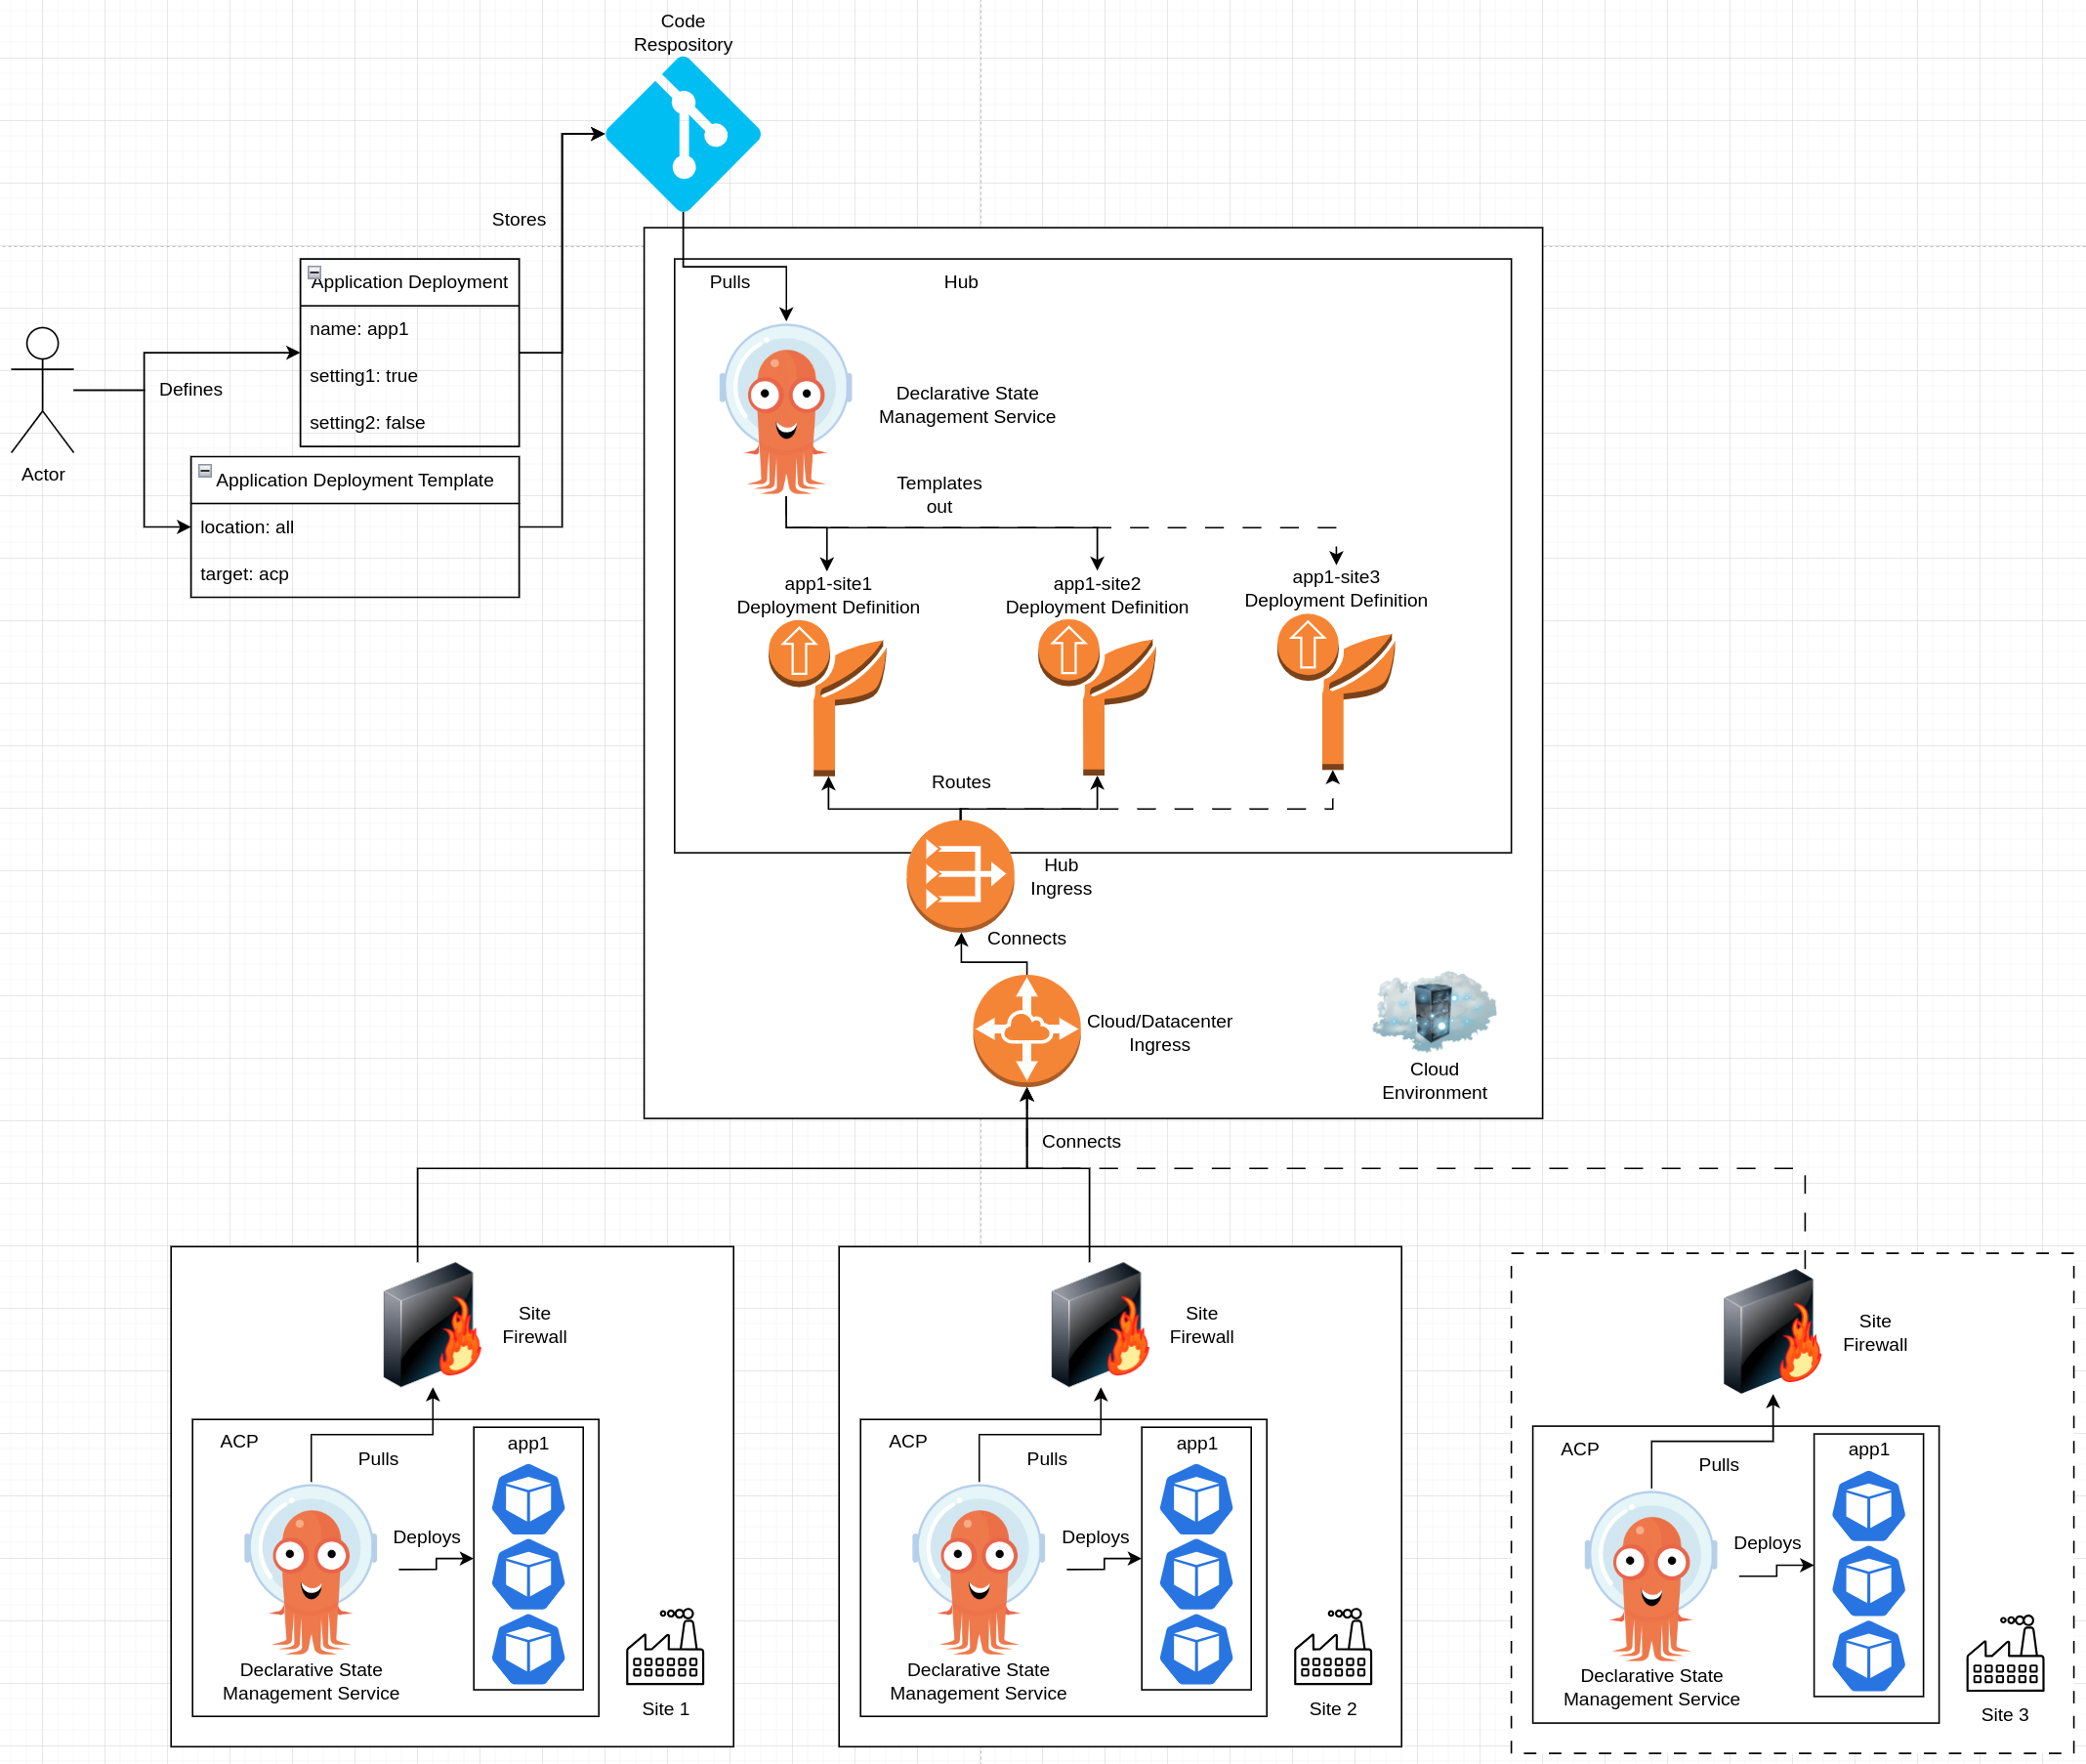 Code
Respository
Stores
Application Deployment
name: app1
setting1: true
setting2: false
Defines
Actor
Application Deployment Template
location: all
target: acp
Pulls
Hub
Declarative State
Management Service
Templates
out
app1-site1
Deployment Definition
app1-site2
Deployment Definition
app1-site3
Deployment Definition
Routes
Hub
Ingress
Connects
Cloud/Datacenter
Ingress
Cloud
Environment
Connects
Site
Firewall
ACP
Pulls
app1
Deploys
Declarative State
Management Service
Site 1
Site
Firewall
ACP
Pulls
app1
Deploys
Declarative State
Management Service
Site 2
Site
Firewall
ACP
Pulls
app1
Deploys
Declarative State
Management Service
Site 3